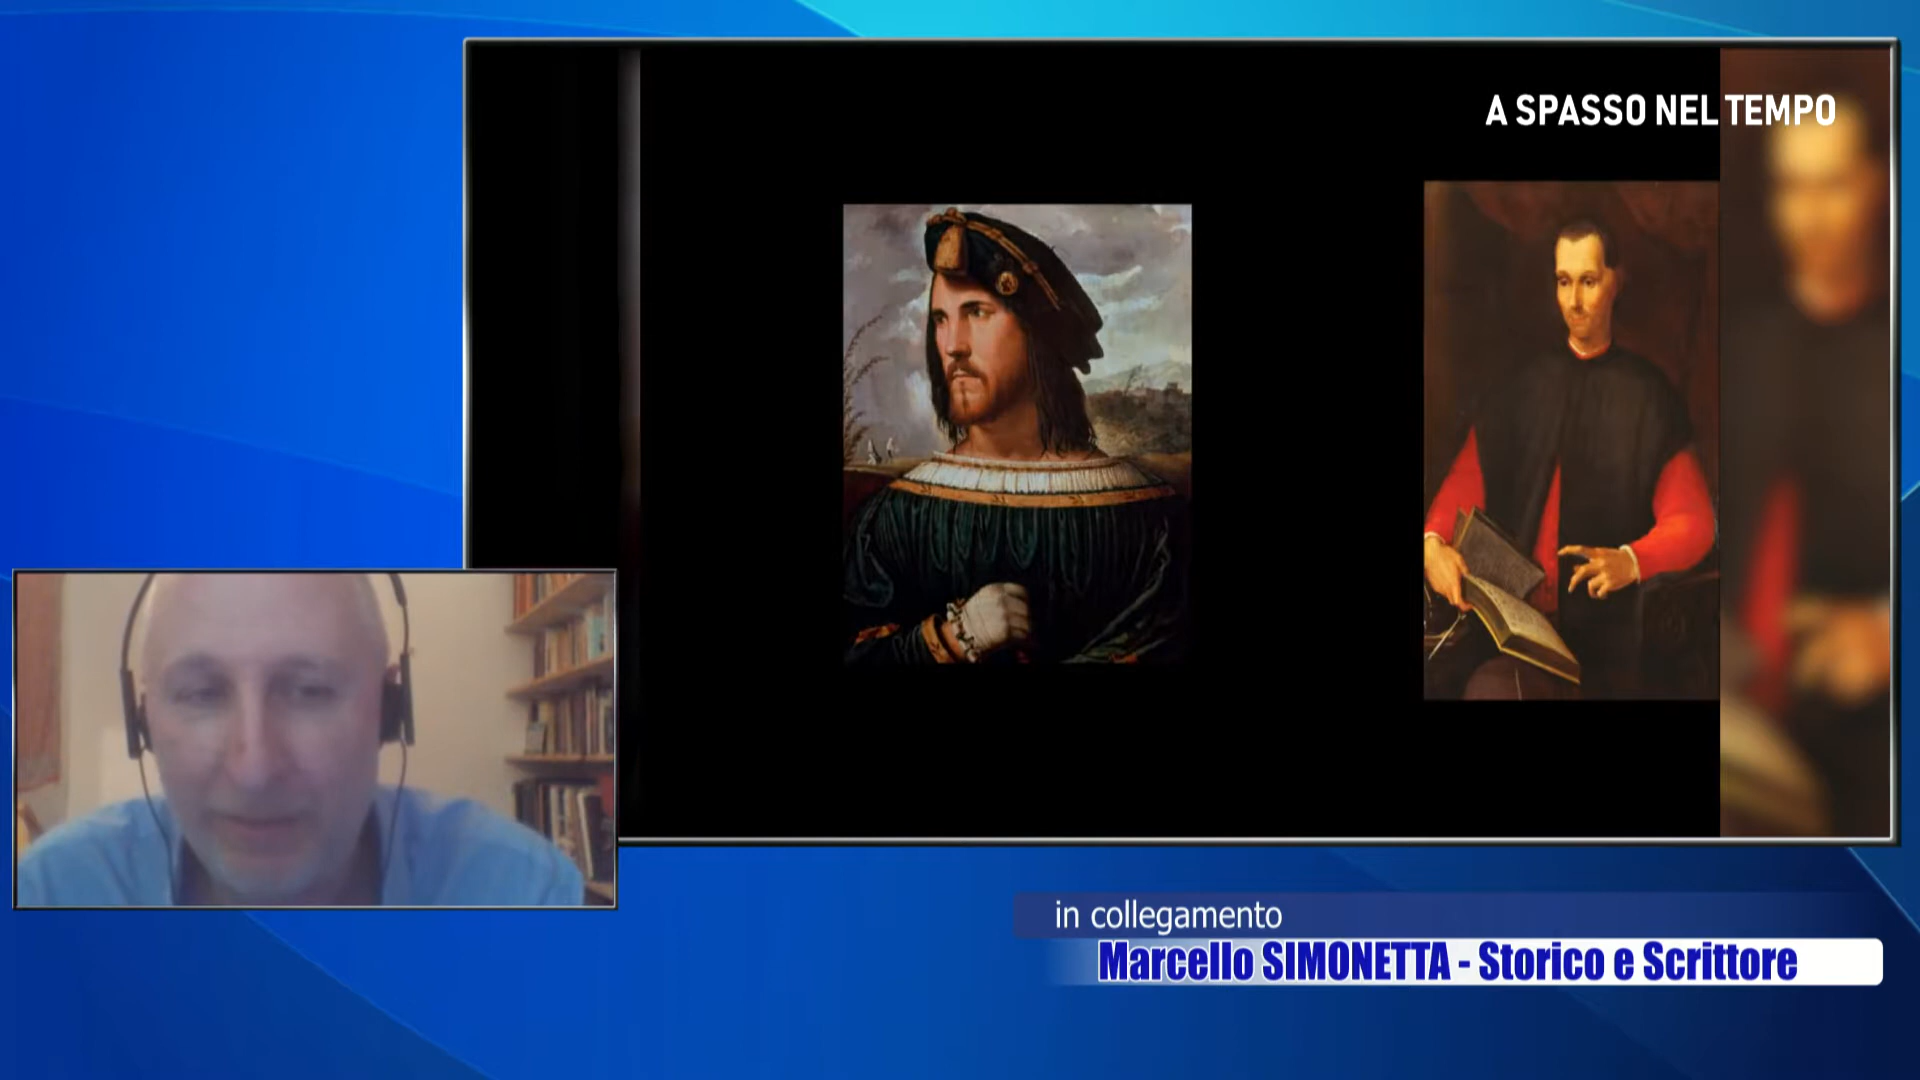 A SPASSO NEL TEMPO
in collegamento
Marcello SIMONETTA - Storico e Scrittore